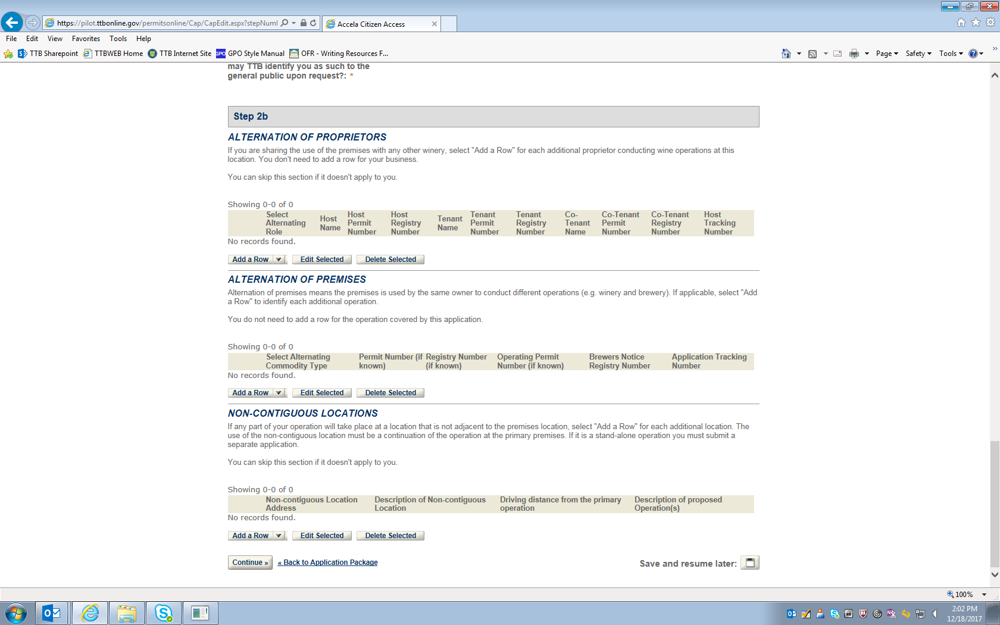 https://pilot.ttbonline.gov/permitsonline/Cap/CapEdit.aspx?stepNuml
Accela Citizen Access
File Edit View Favorites Tools Help
TTB Sharepoint TTBWEB Home TTB Internet Site GPO GPO Style Manual OFR - Writing Resources F...
Page Safety Tools
may TTB identify you as such to the
general public upon request?: *
Step 2b
ALTERNATION OF PROPRIETORS
If you are sharing the use of the premises with any other winery, select "Add a Row" for each additional proprietor conducting wine operations at this
location. You don't need to add a row for your business.
You can skip this section if it doesn't apply to you.
Showing 0-0 of 0
Select Alternating Role Host Name Host Permit Number Host Registry Number Tenant Name Tenant Permit Number Tenant Registry Number Co-Tenant Name Co-Tenant Permit Number Co-Tenant Registry Number Host Tracking Number
No records found.
Add a Row Edit Selected Delete Selected
ALTERNATION OF PREMISES
Alternation of premises means the premises is used by the same owner to conduct different operations (e.g. winery and brewery). If applicable, select "Add
a Row" to identify each additional operation.
You do not need to add a row for the operation covered by this application.
Showing 0-0 of 0
Select Alternating Commodity Type Permit Number (if known) Registry Number (if known) Operating Permit Number (if known) Brewers Notice Registry Number Application Tracking Number
No records found.
Add a Row Edit Selected Delete Selected
NON-CONTIGUOUS LOCATIONS
If any part of your operation will take place at a location that is not adjacent to the premises location, select "Add a Row" for each additional location. The
use of the non-contiguous location must be a continuation of the operation at the primary premises. If it is a stand-alone operation you must submit a
separate application.
You can skip this section if it doesn't apply to you.
Showing 0-0 of 0
Non-contiguous Location Address Description of Non-contiguous Location Driving distance from the primary operation Description of proposed Operation(s)
No records found.
Add a Row Edit Selected Delete Selected
Continue » « Back to Application Package Save and resume later:
100%
2:02 PM
12/18/2017